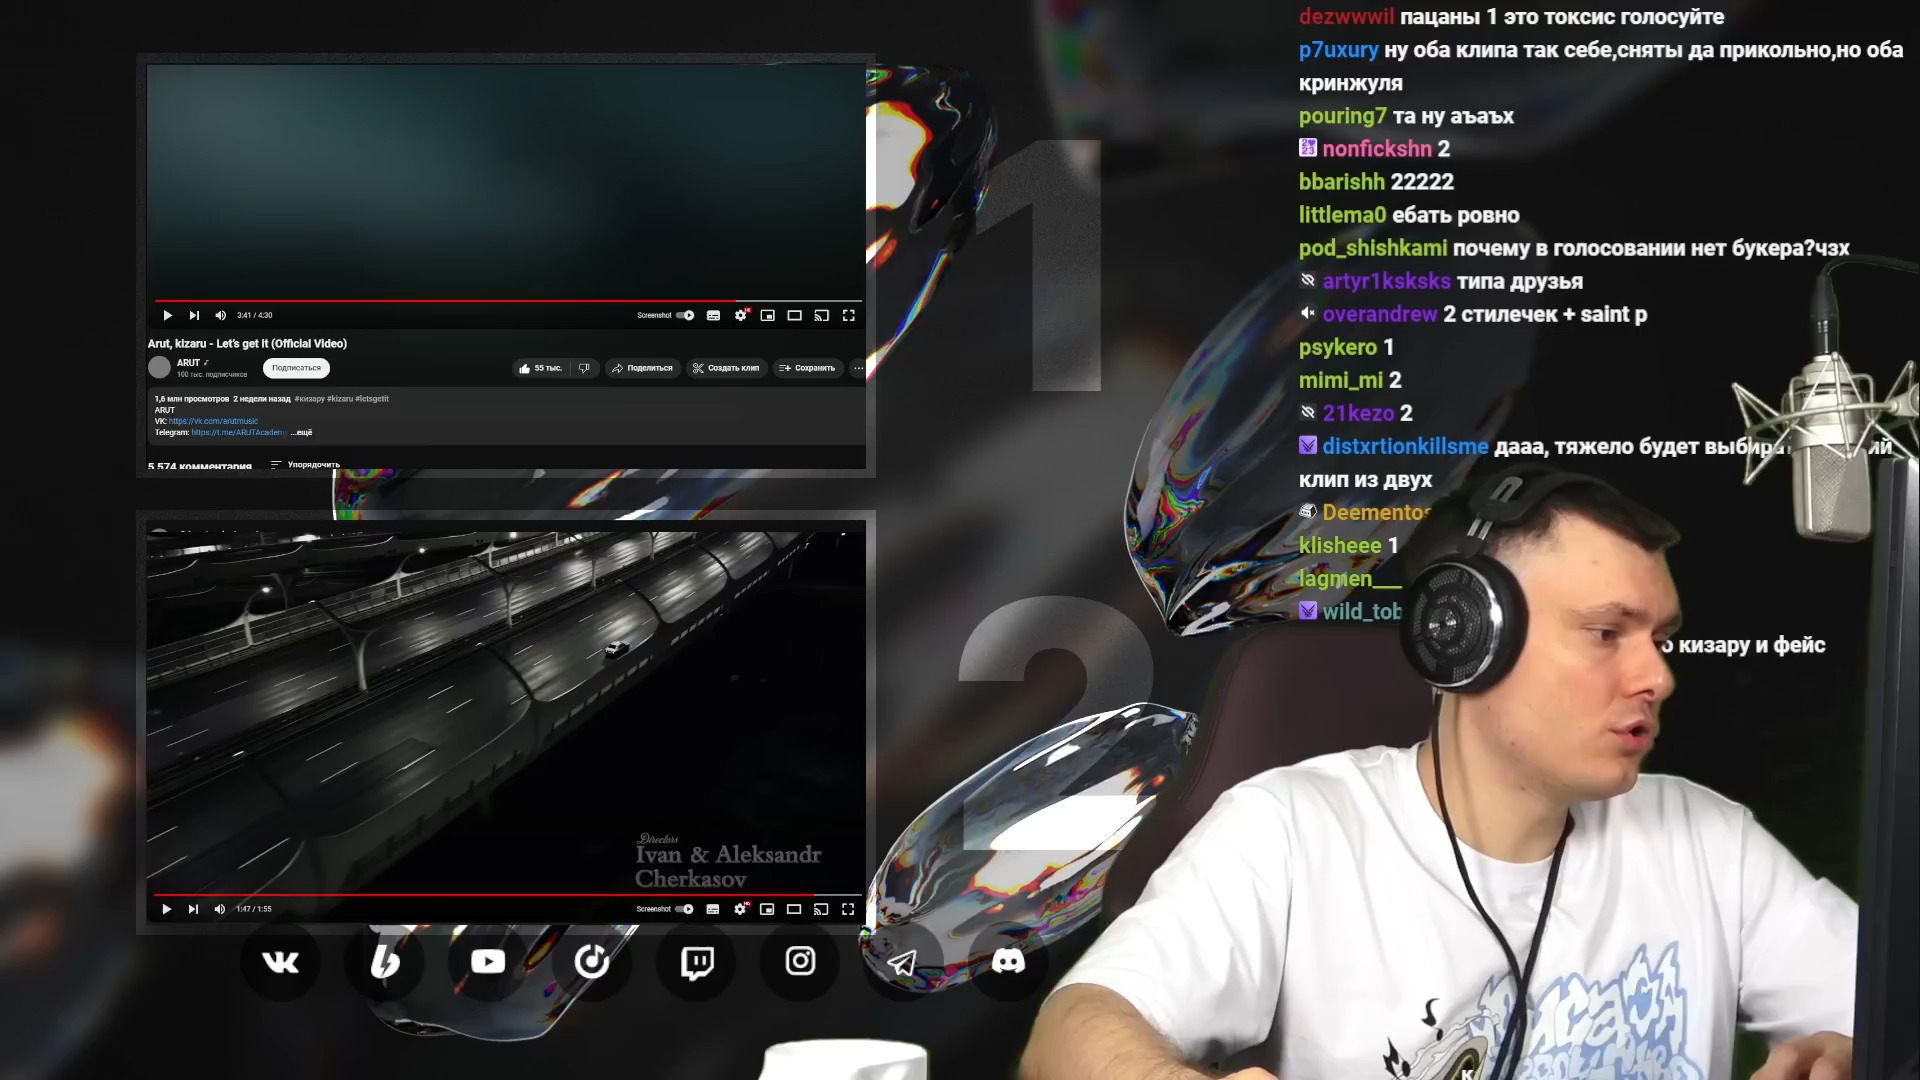 3:41 / 4:30
Screenshot
Arut, kizaru - Let's get It (Official Video)
ARUT
100 тыс. подписчиков
Подписаться
55 тыс.
Поделиться
Создать клип
Сохранить
1,6 млн просмотров 2 недели назад #кизару #kizaru #letsgetit
ARUT
VK: https://vk.com/arutmusic
Telegram: https://t.me/ARUTAcadem ...ещё
5 574 комментария
Упорядочить
1
Directors
Ivan & Aleksandr
Cherkasov
1:47 / 1:55
Screenshot
2
dezwwwil пацаны 1 это токсис голосуйте
p7uxury ну оба клипа так себе,сняты да прикольно,но оба
кринжуля
pouring7 та ну аъаъх
nonfickshn 2
bbarishh 22222
littlema0 ебать ровно
pod_shishkami почему в голосовании нет букера?чзх
artyr1ksksks типа друзья
overandrew 2 стилечек + saint p
psykero 1
mimi_mi 2
21kezo 2
distxrtionkillsme дааа, тяжело будет выбира
клип из двух
Deementos
klisheee 1
lagmen___
wild_tob
кизару и фейс